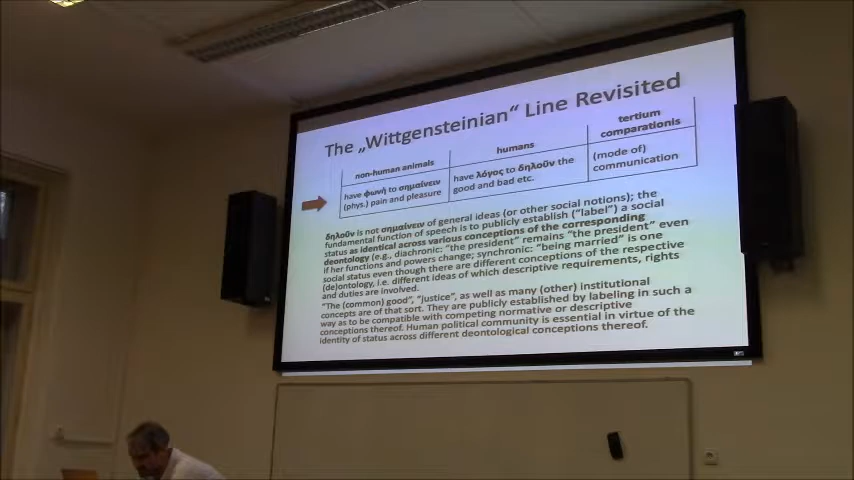 The „Wittgensteinian“ Line Revisited
non-human animals
humans
tertium
comparationis
have φωνή to σημαίνειν
(phys.) pain and pleasure
have λόγος to δηλοῦν the
good and bad etc.
(mode of)
communication
δηλοῦν is not σημαίνειν of general ideas (or other social notions); the
fundamental function of speech is to publicly establish (“label”) a social
status as identical across various conceptions of the corresponding
deontology (e.g., diachronic: “the president” remains “the president” even
if her functions and powers change; synchronic: “being married” is one
social status even though there are different conceptions of the respective
(de)ontology, i.e. different ideas of which descriptive requirements, rights
and duties are involved.
“The (common) good”, “justice”, as well as many (other) institutional
concepts are of that sort. They are publicly established by labeling in such a
way as to be compatible with competing normative or descriptive
conceptions thereof. Human political community is essential in virtue of the
identity of status across different deontological conceptions thereof.